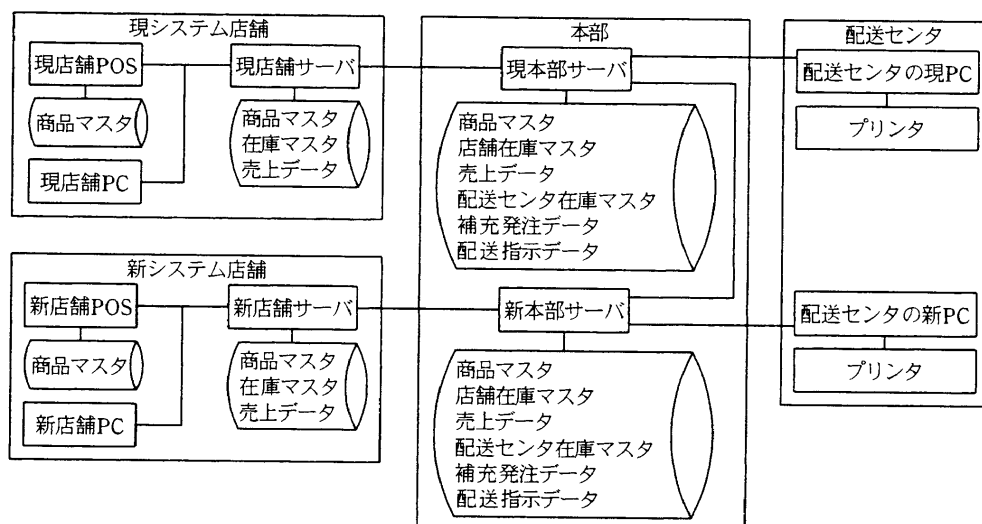 現システム店舗
現店舗POS
現店舗サーバ
商品マスタ
商品マスタ
在庫マスタ
売上データ
現店舗PC
新システム店舗
新店舗POS
新店舗サーバ
商品マスタ
商品マスタ
在庫マスタ
売上データ
新店舗PC
本部
現本部サーバ
商品マスタ
店舗在庫マスタ
売上データ
配送センタ在庫マスタ
補充発注データ
配送指示データ
新本部サーバ
商品マスタ
店舗在庫マスタ
売上データ
配送センタ在庫マスタ
補充発注データ
配送指示データ
配送センタ
配送センタの現PC
プリンタ
配送センタの新PC
プリンタ